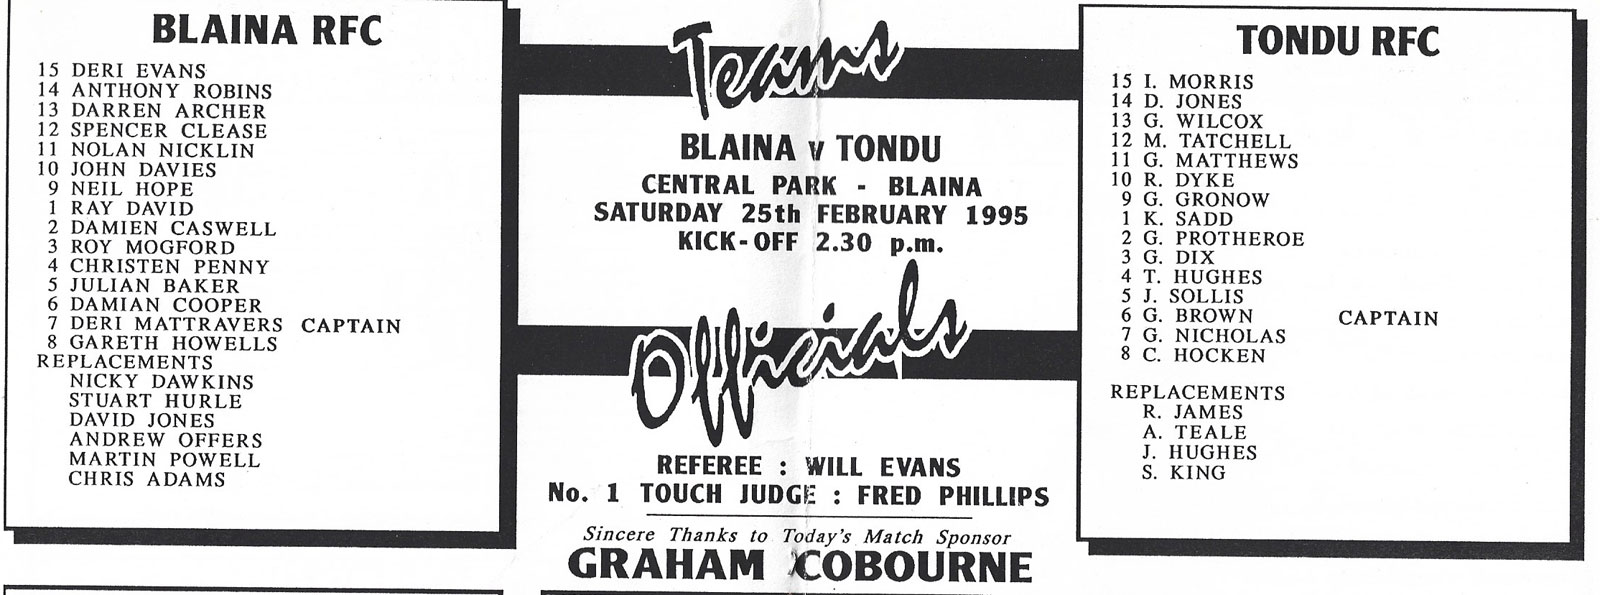 BLAINA RFC
15 DERI EVANS
14 ANTHONY ROBINS
13 DARREN ARCHER
12 SPENCER CLEASE
11 NOLAN NICKLIN
10 JOHN DAVIES
9 NEIL HOPE
1 RAY DAVID
2 DAMIEN CASWELL
3 ROY MOGFORD
4 CHRISTEN PENNY
5 JULIAN BAKER
6 DAMIAN COOPER
7 DERI MATTRAVERS CAPTAIN
8 GARETH HOWELLS
REPLACEMENTS
NICKY DAWKINS
STUART HURLE
DAVID JONES
ANDREW OFFERS
MARTIN POWELL
CHRIS ADAMS
Teams
BLAINA v TONDU
CENTRAL PARK - BLAINA
SATURDAY 25th FEBRUARY 1995
KICK-OFF 2.30 p.m.
Officials
REFEREE : WILL EVANS
No. 1 TOUCH JUDGE : FRED PHILLIPS
Sincere Thanks to Today's Match Sponsor
GRAHAM COBOURNE
TONDU RFC
15 I. MORRIS
14 D. JONES
13 G. WILCOX
12 M. TATCHELL
11 G. MATTHEWS
10 R. DYKE
9 G. GRONOW
1 K. SADD
2 G. PROTHEROE
3 G. DIX
4 T. HUGHES
5 J. SOLLIS
6 G. BROWN CAPTAIN
7 G. NICHOLAS
8 C. HOCKEN
REPLACEMENTS
R. JAMES
A. TEALE
J. HUGHES
S. KING